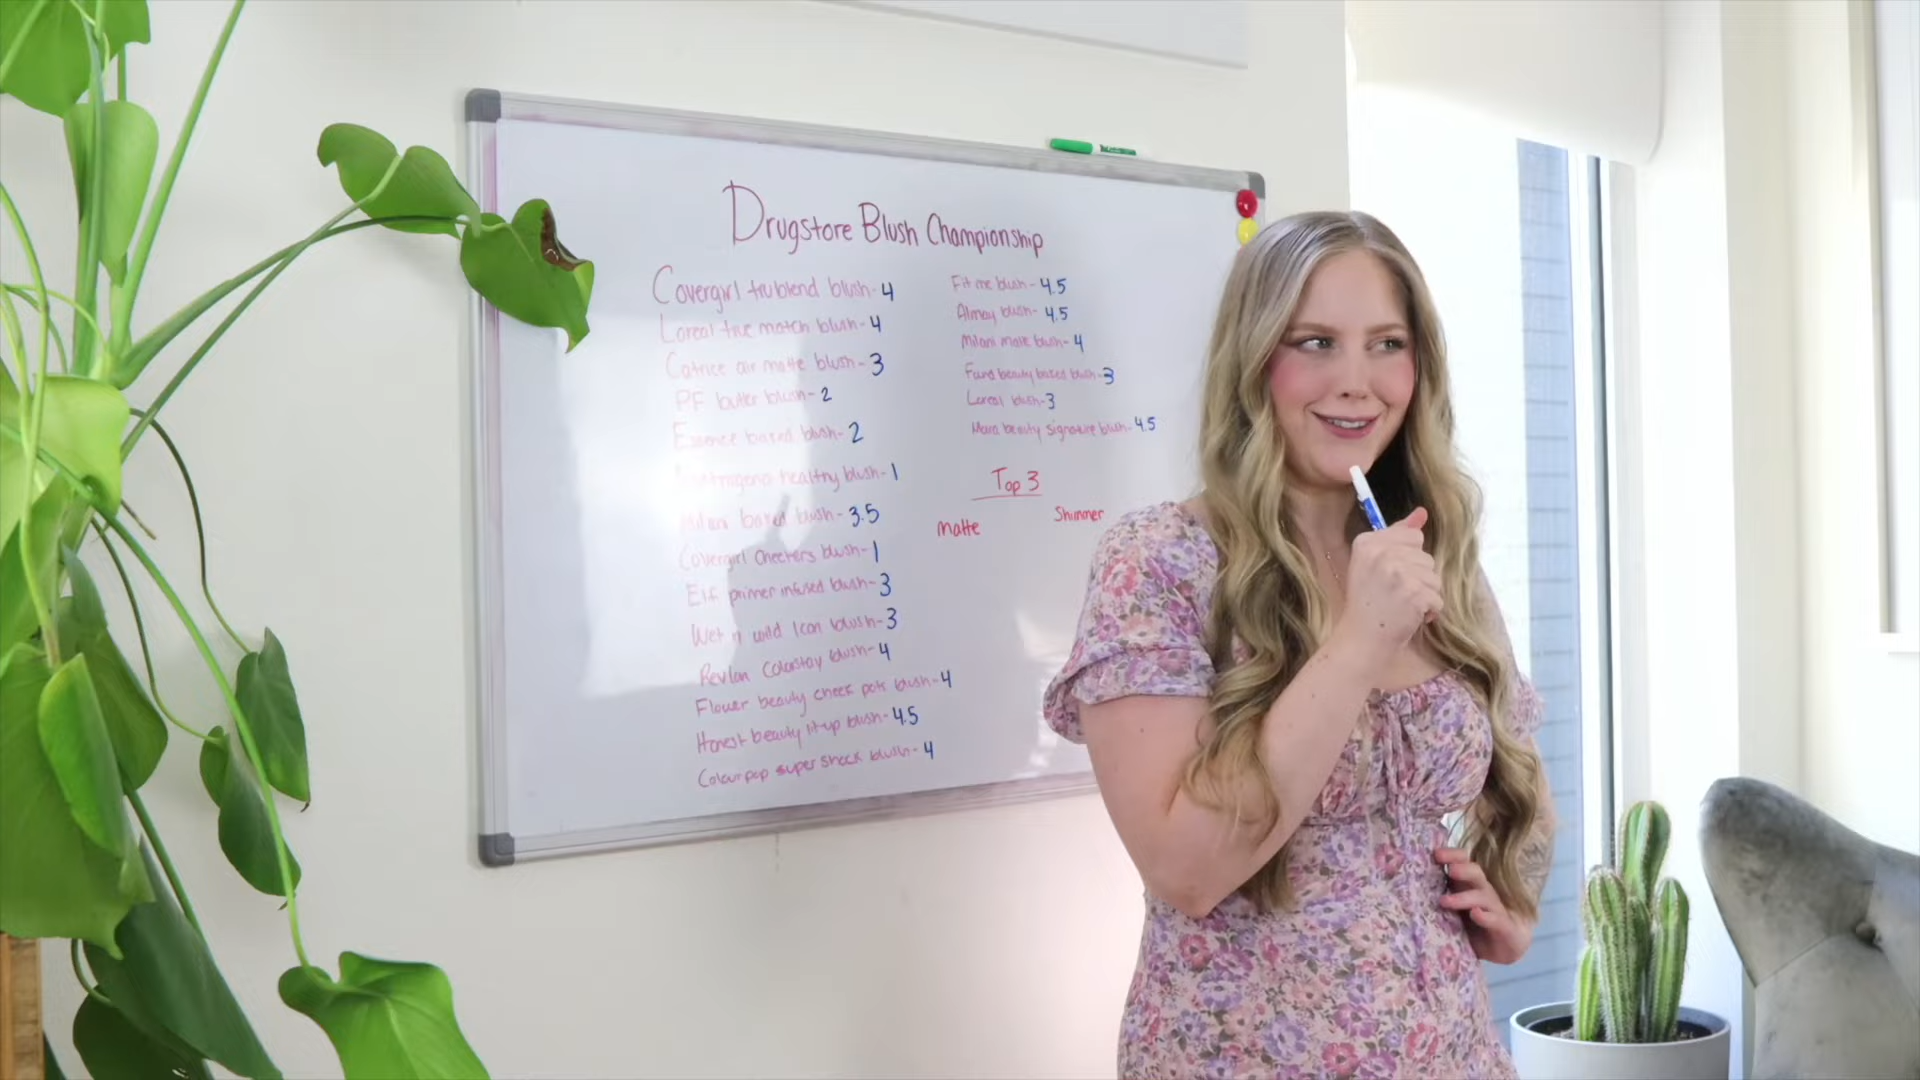 Drugstore Blush Championship
Covergirl trublend blush- 4
Loreal true match blush- 4
Catrice air matte blush- 3
PF butter blush- 2
Essence baked blush- 2
healthy blush- 1
Milani baked blush- 3.5
Covergirl Cheekers blush- 1
Elf primer infused blush- 3
Wet n wild Icon blush- 3
Revlon Colorstay blush- 4
Flower beauty cheek pots blush- 4
Honest beauty lit up blush- 4.5
Colourpop super shock blush- 4
Fit me blush- 4.5
Almay blush- 4.5
Milani matte blush- 4
beauty baked blush- 3
Loreal blush- 3
beauty signature blush- 4.5
Top 3
Matte
Shimmer